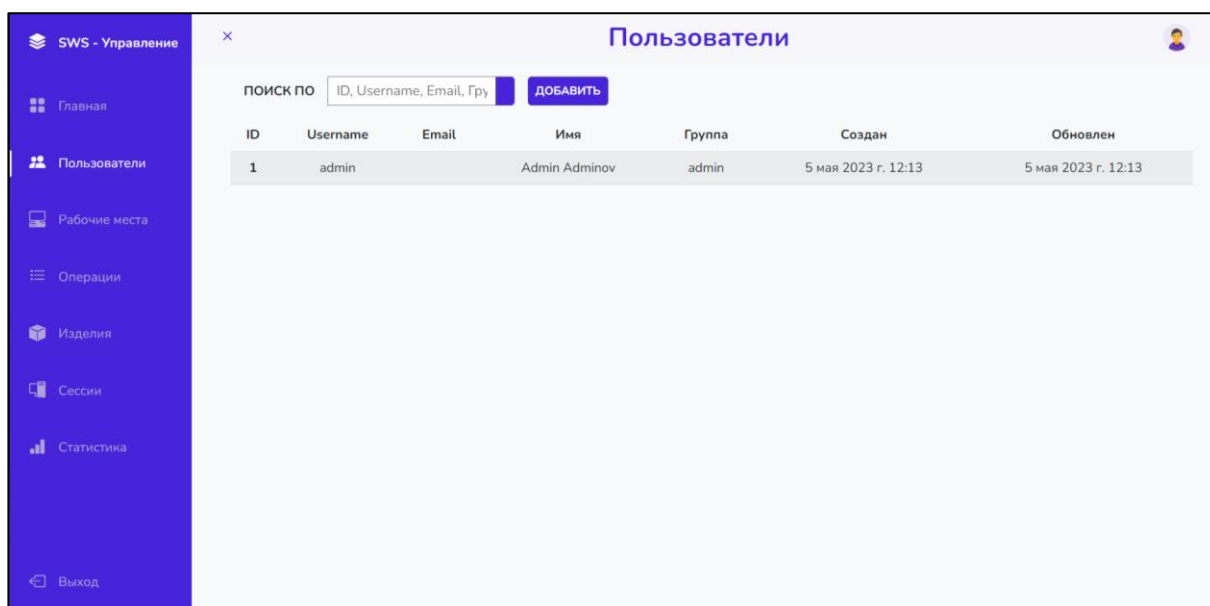 SWS - Управление
Главная
Пользователи
Рабочие места
Операции
Изделия
Сессии
Статистика
Выход
Пользователи
ПОИСК ПО ID, Username, Email, Гру ДОБАВИТЬ
ID Username Email Имя Группа Создан Обновлен
1 admin Admin Adminov admin 5 мая 2023 г. 12:13 5 мая 2023 г. 12:13